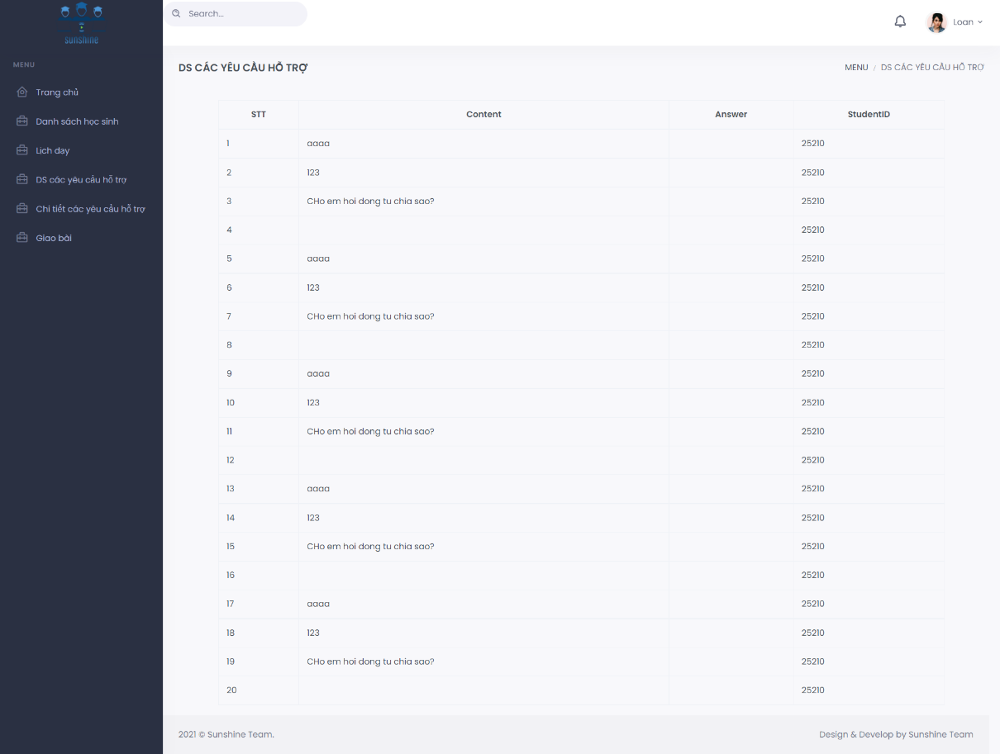 sunshine
Search...
Loan
MENU
Trang chủ
Danh sách học sinh
Lịch dạy
DS các yêu cầu hỗ trợ
Chi tiết các yêu cầu hỗ trợ
Giao bài
DS CÁC YÊU CẦU HỖ TRỢ
MENU / DS CÁC YÊU CẦU HỖ TRỢ
STT Content Answer StudentID
1 aaaa 25210
2 123 25210
3 CHo em hoi dong tu chia sao? 25210
4 25210
5 aaaa 25210
6 123 25210
7 CHo em hoi dong tu chia sao? 25210
8 25210
9 aaaa 25210
10 123 25210
11 CHo em hoi dong tu chia sao? 25210
12 25210
13 aaaa 25210
14 123 25210
15 CHo em hoi dong tu chia sao? 25210
16 25210
17 aaaa 25210
18 123 25210
19 CHo em hoi dong tu chia sao? 25210
20 25210
2021 © Sunshine Team.
Design & Develop by Sunshine Team